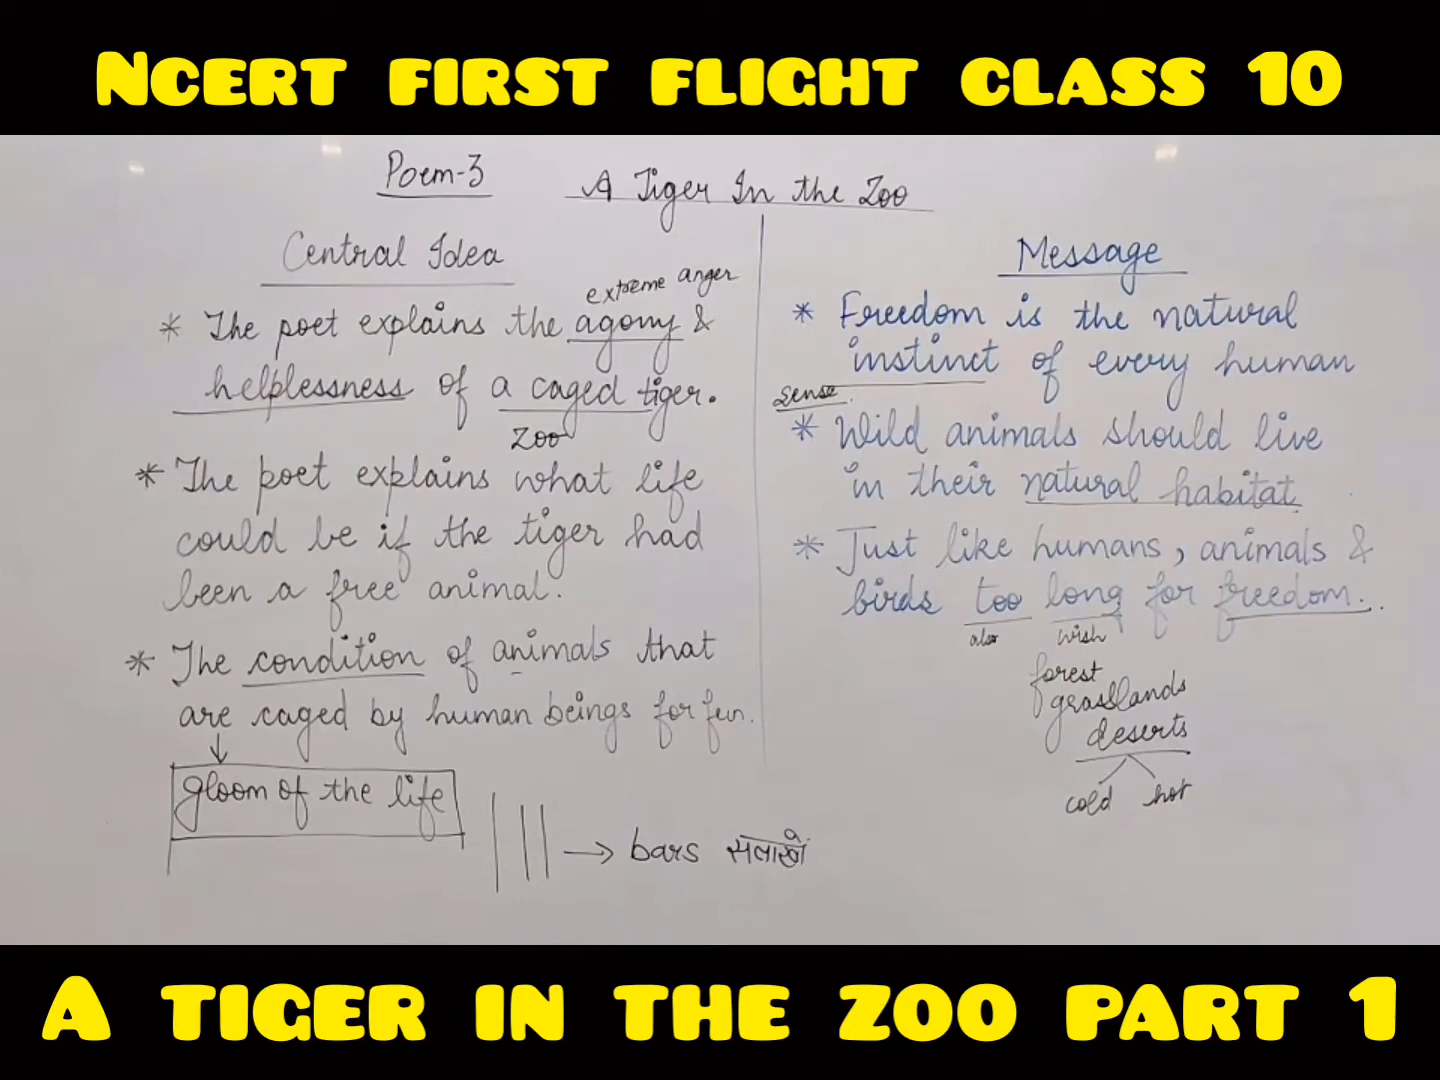 NCERT FIRST FLIGHT CLASS 10
Poem-3
A Tiger In the Zoo
Central Idea
extreme anger
* The poet explains the agony &
helplessness of a caged tiger.
Zoo
* The poet explains what life
could be if the tiger had
been a free animal.
* The condition of animals that
are caged by human beings for fun.
gloom of the life
→ bars सलाखें
Message
* Freedom is the natural
instinct of every human
sense
* Wild animals should live
in their natural habitat.
* Just like humans, animals &
birds too long for freedom..
also wish
forest
grasslands
deserts
cold hot
A TIGER IN THE ZOO PART 1